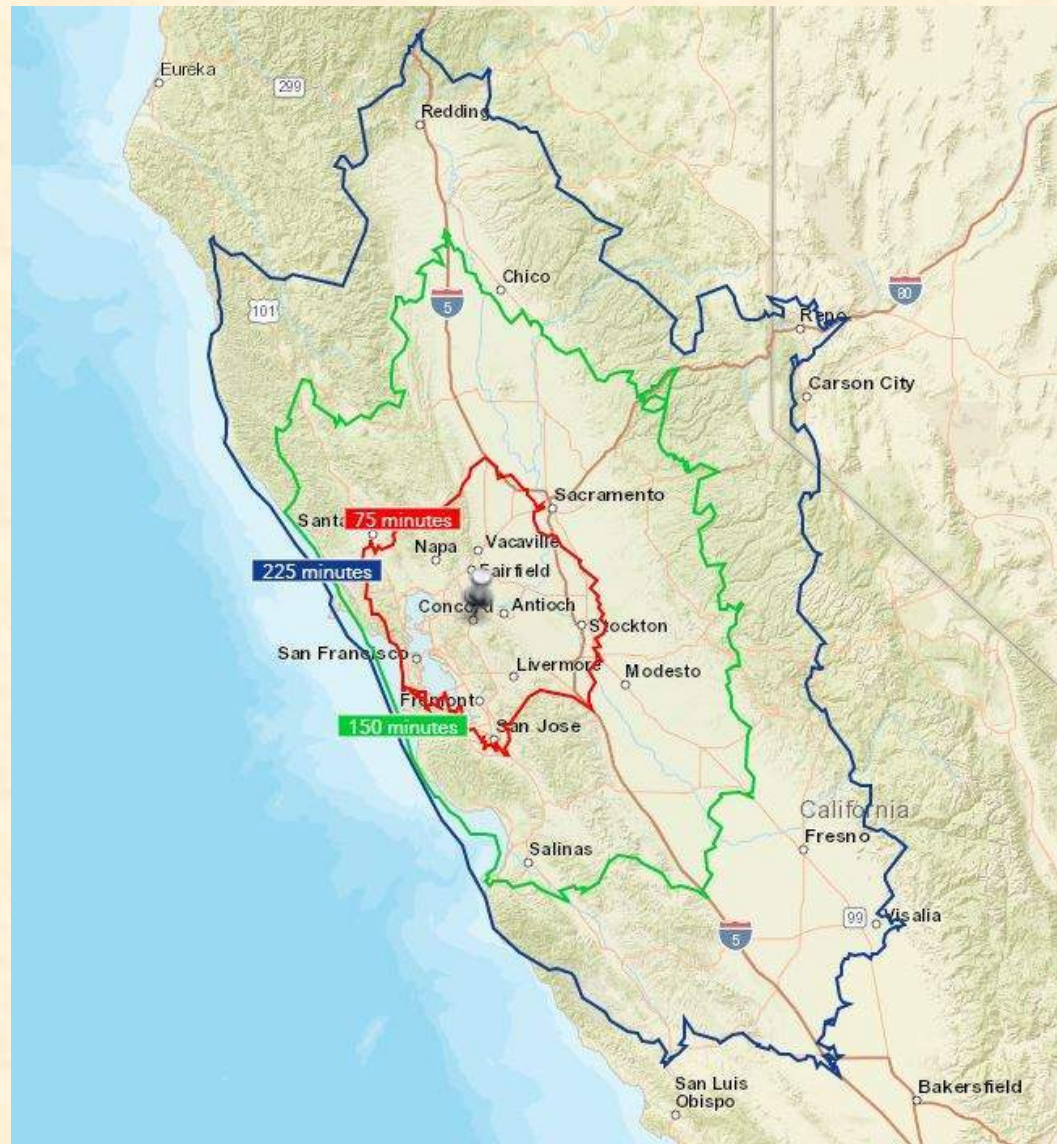 Eureka
299
Redding
Chico
5
101
80
Reno
Carson City
Sacramento
Santa
75 minutes
Napa
Vacaville
Fairfield
225 minutes
Concord
Antioch
Stockton
San Francisco
Livermore
Modesto
Fremont
150 minutes
San Jose
California
Fresno
Salinas
99
Visalia
5
San Luis
Obispo
Bakersfield